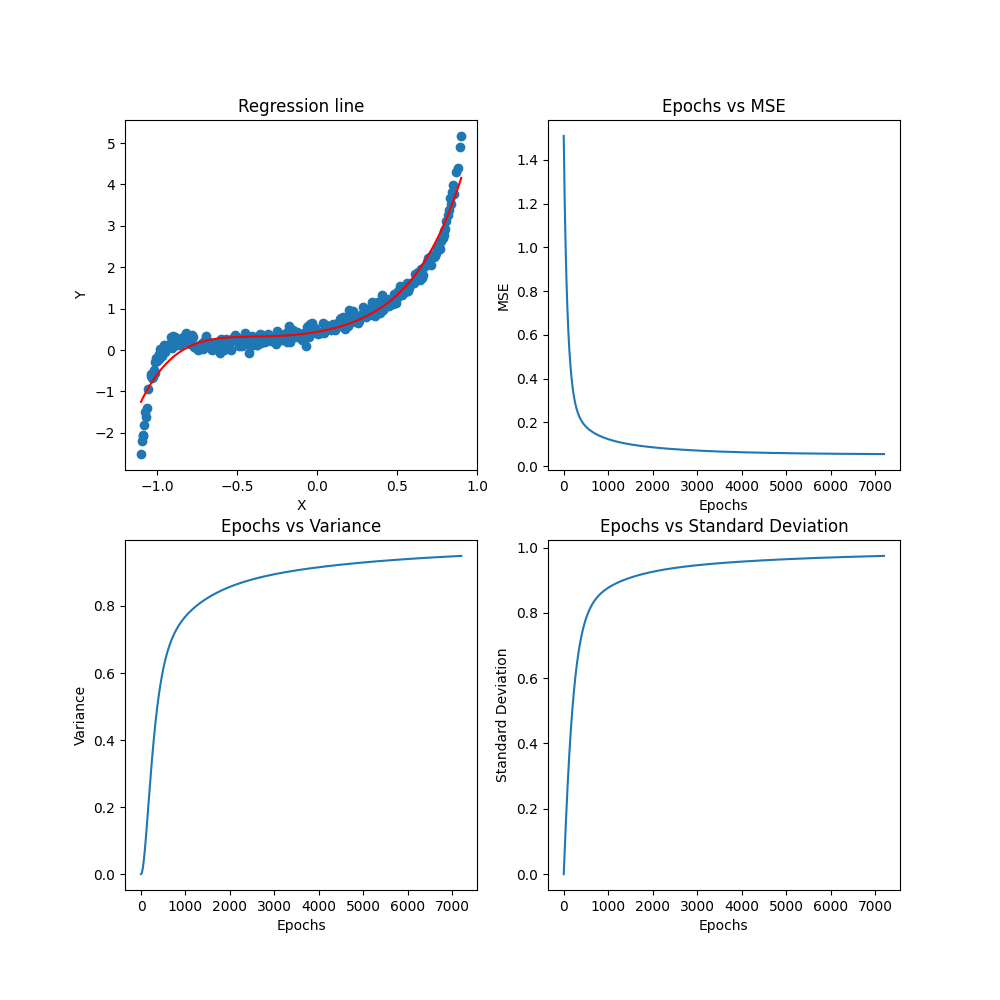 Regression line
5
4
3
2
1
0
−1
−2
Y
−1.0 −0.5 0.0 0.5 1.0
X
Epochs vs MSE
1.4
1.2
1.0
0.8
0.6
0.4
0.2
0.0
MSE
0 1000 2000 3000 4000 5000 6000 7000
Epochs
Epochs vs Variance
0.8
0.6
0.4
0.2
0.0
Variance
0 1000 2000 3000 4000 5000 6000 7000
Epochs
Epochs vs Standard Deviation
1.0
0.8
0.6
0.4
0.2
0.0
Standard Deviation
0 1000 2000 3000 4000 5000 6000 7000
Epochs